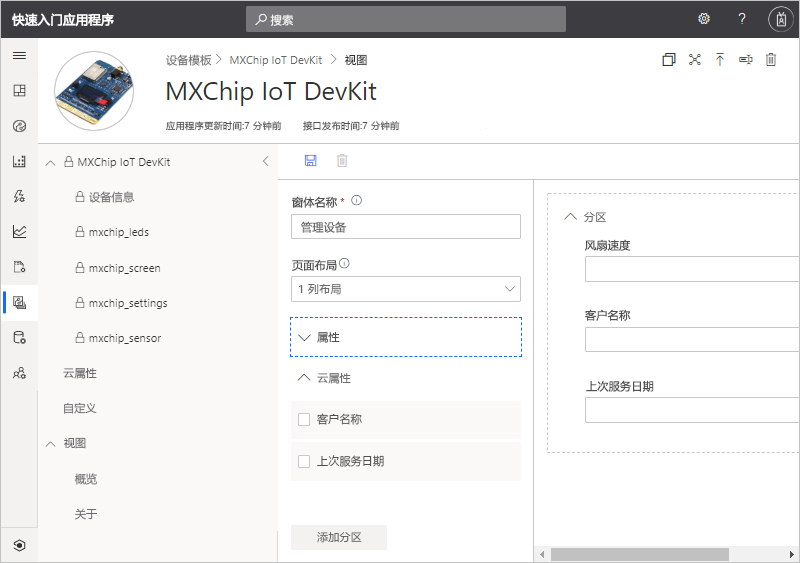 快速入门应用程序
搜索
设备模板 > MXChip IoT DevKit > 视图
MXChip IoT DevKit
应用程序更新时间:7 分钟前 接口发布时间:7 分钟前
MXChip IoT DevKit
设备信息
mxchip_leds
mxchip_screen
mxchip_settings
mxchip_sensor
云属性
自定义
视图
概览
关于
窗体名称 *
管理设备
页面布局
1 列布局
属性
云属性
客户名称
上次服务日期
添加分区
分区
风扇速度
客户名称
上次服务日期